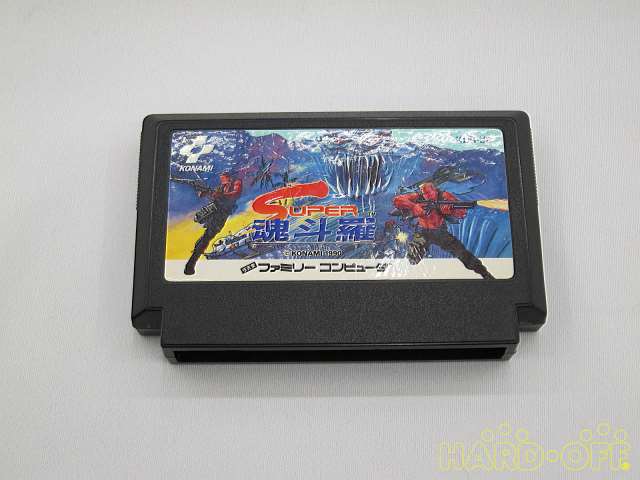 KONAMI
SUPER
魂斗羅
© KONAMI 1990
ファミリー コンピュータ
HARD・OFF